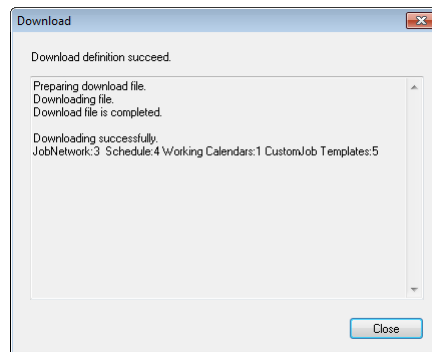 Download
Download definition succeed.
Preparing download file.
Downloading file.
Download file is completed.
Downloading successfully.
JobNetwork:3 Schedule:4 Working Calendars:1 CustomJob Templates:5
Close